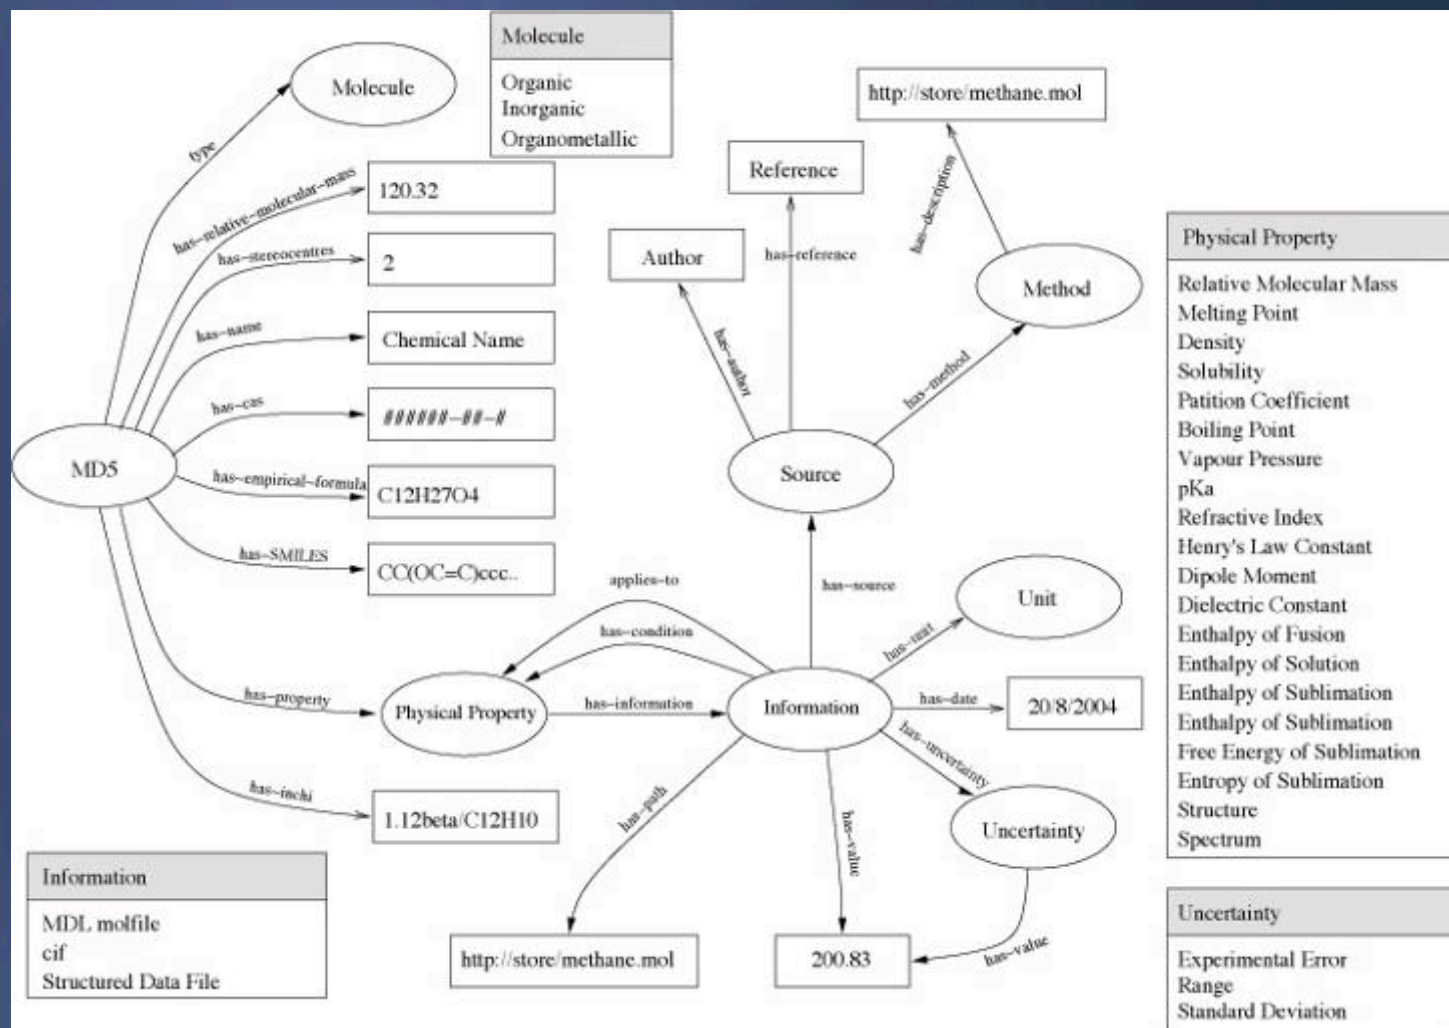 Molecule
Molecule
Organic
Inorganic
Organometallic
type
has-relative-molecular-mass
120.32
has-stereocentres
2
has-name
Chemical Name
has-cas
######-##-#
MD5
has-empirical-formula
C12H27O4
has-SMILES
CC(OC=C)ccc..
has-property
Physical Property
has-inchi
1.12beta/C12H10
http://store/methane.mol
has-description
Reference
has-reference
Author
has-author
Method
has-method
Source
has-source
applies-to
has-condition
has-information
Information
has-unit
Unit
has-date
20/8/2004
has-uncertainty
Uncertainty
has-path
has-value
has-value
http://store/methane.mol
200.83
Information
MDL molfile
cif
Structured Data File
Physical Property
Relative Molecular Mass
Melting Point
Density
Solubility
Patition Coefficient
Boiling Point
Vapour Pressure
pKa
Refractive Index
Henry's Law Constant
Dipole Moment
Dielectric Constant
Enthalpy of Fusion
Enthalpy of Solution
Enthalpy of Sublimation
Enthalpy of Sublimation
Free Energy of Sublimation
Entropy of Sublimation
Structure
Spectrum
Uncertainty
Experimental Error
Range
Standard Deviation